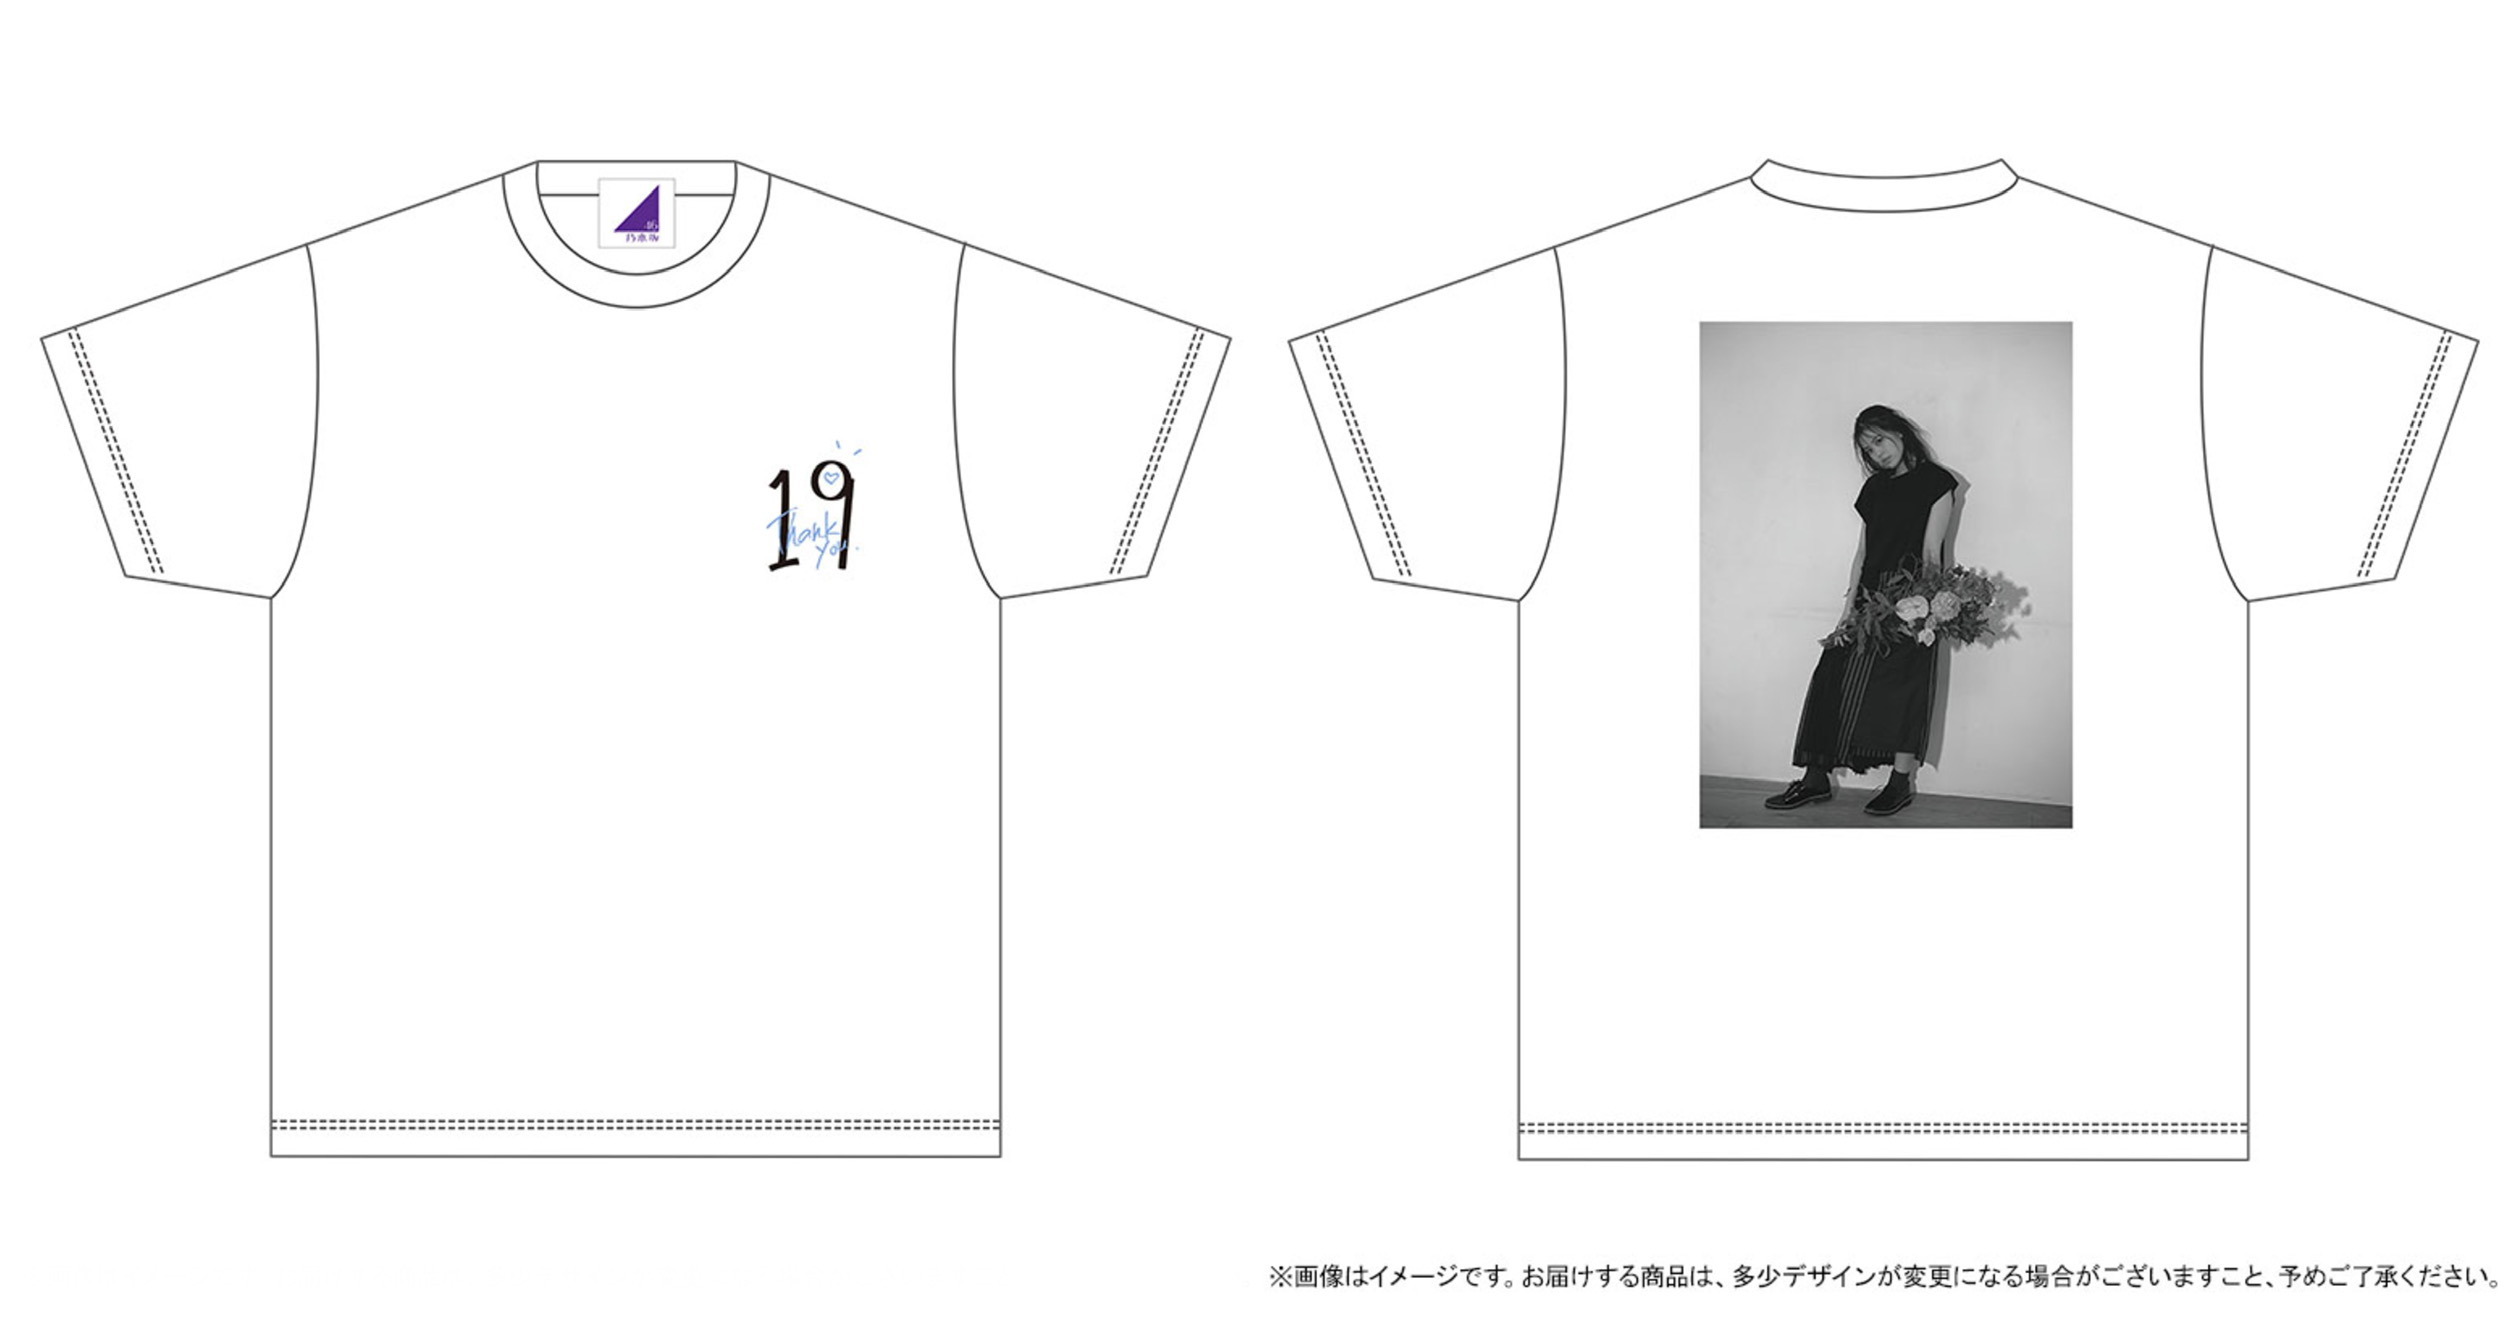 46
乃木坂
19
Thank
you.
※画像はイメージです。お届けする商品は、多少デザインが変更になる場合がございますこと、予めご了承ください。